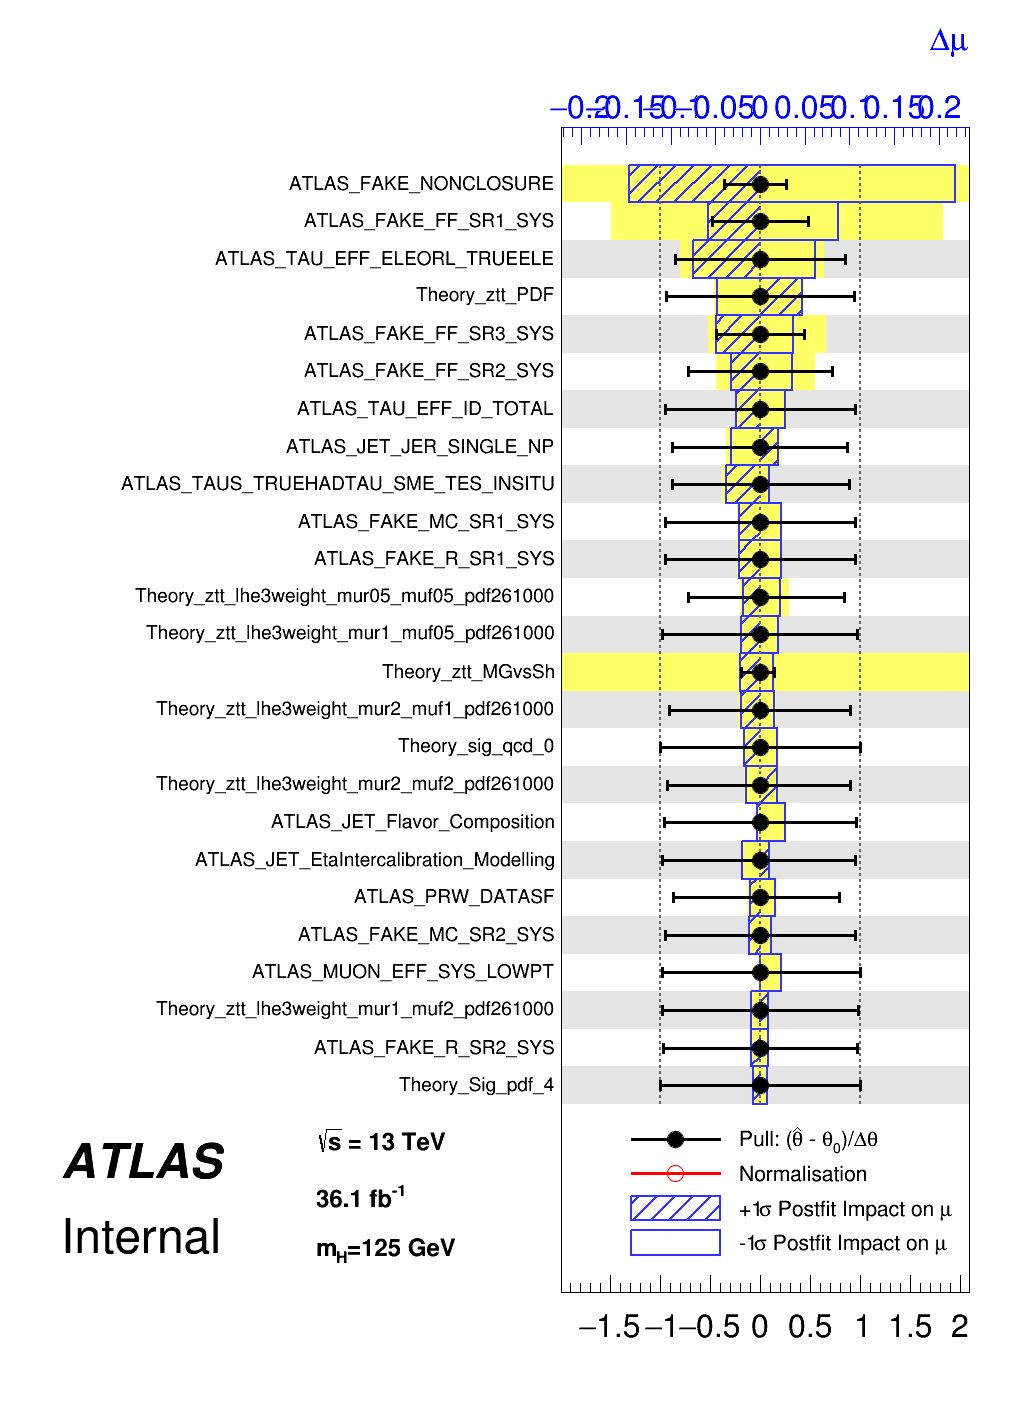 Δμ
−0.2 −0.15 −0.1 −0.05 0 0.05 0.1 0.15 0.2
ATLAS_FAKE_NONCLOSURE
ATLAS_FAKE_FF_SR1_SYS
ATLAS_TAU_EFF_ELEORL_TRUEELE
Theory_ztt_PDF
ATLAS_FAKE_FF_SR3_SYS
ATLAS_FAKE_FF_SR2_SYS
ATLAS_TAU_EFF_ID_TOTAL
ATLAS_JET_JER_SINGLE_NP
ATLAS_TAUS_TRUEHADTAU_SME_TES_INSITU
ATLAS_FAKE_MC_SR1_SYS
ATLAS_FAKE_R_SR1_SYS
Theory_ztt_lhe3weight_mur05_muf05_pdf261000
Theory_ztt_lhe3weight_mur1_muf05_pdf261000
Theory_ztt_MGvsSh
Theory_ztt_lhe3weight_mur2_muf1_pdf261000
Theory_sig_qcd_0
Theory_ztt_lhe3weight_mur2_muf2_pdf261000
ATLAS_JET_Flavor_Composition
ATLAS_JET_EtaIntercalibration_Modelling
ATLAS_PRW_DATASF
ATLAS_FAKE_MC_SR2_SYS
ATLAS_MUON_EFF_SYS_LOWPT
Theory_ztt_lhe3weight_mur1_muf2_pdf261000
ATLAS_FAKE_R_SR2_SYS
Theory_Sig_pdf_4
ATLAS
Internal
√s = 13 TeV
36.1 fb⁻¹
m_H=125 GeV
Pull: (θ̂ - θ₀)/Δθ
Normalisation
+1σ Postfit Impact on μ
-1σ Postfit Impact on μ
−1.5 −1 −0.5 0 0.5 1 1.5 2